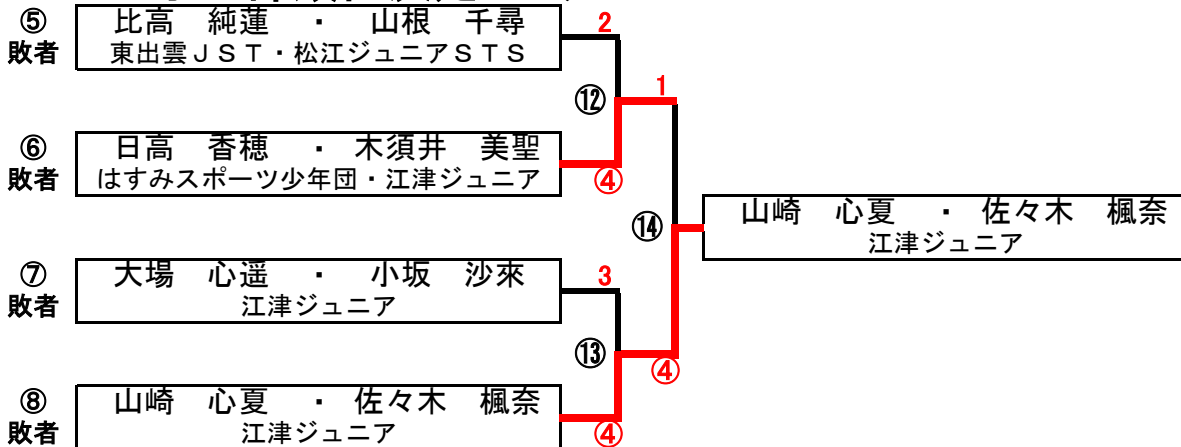 ⑤ 比高 純蓮 ・ 山根 千尋 2
敗者 東出雲JST・松江ジュニアSTS
⑫ 1
⑥ 日高 香穂 ・ 木須井 美聖
敗者 はすみスポーツ少年団・江津ジュニア ④
⑭ 山崎 心夏 ・ 佐々木 楓奈
江津ジュニア
⑦ 大場 心遥 ・ 小坂 沙來 3
敗者 江津ジュニア
⑬ ④
⑧ 山崎 心夏 ・ 佐々木 楓奈
敗者 江津ジュニア ④